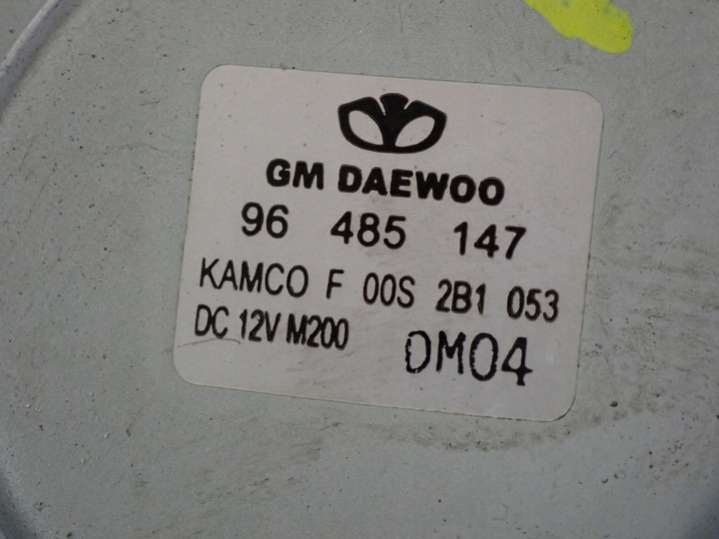 GM DAEWOO
96 485 147
KAMCO F 00S 2B1 053
DC 12V M200
DM04